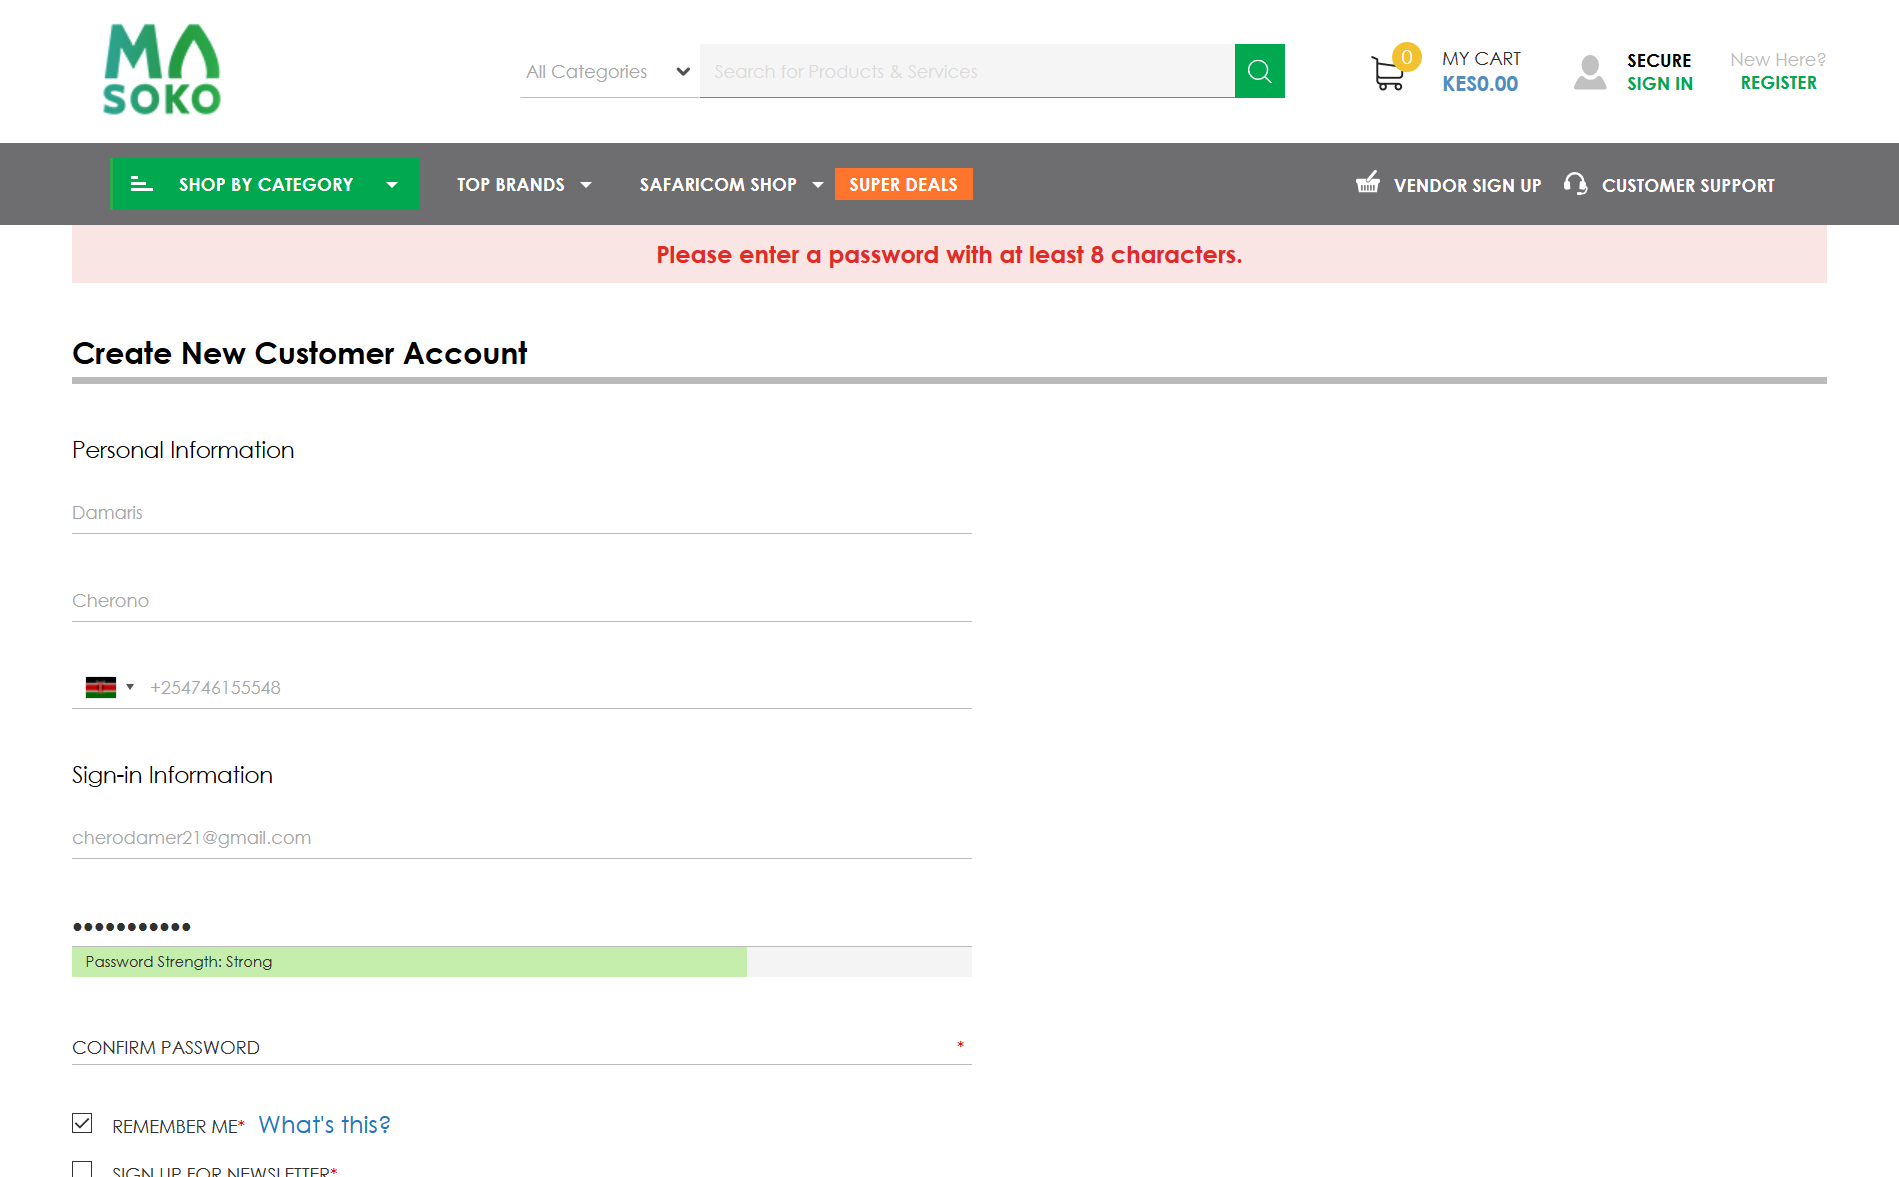 MA
SOKO
All Categories
Search for Products & Services
0
MY CART
KES0.00
SECURE
SIGN IN
New Here?
REGISTER
SHOP BY CATEGORY
TOP BRANDS
SAFARICOM SHOP
SUPER DEALS
VENDOR SIGN UP
CUSTOMER SUPPORT
Please enter a password with at least 8 characters.
Create New Customer Account
Personal Information
Damaris
Cherono
+254746155548
Sign-in Information
cherodamer21@gmail.com
•••••••••••
Password Strength: Strong
CONFIRM PASSWORD *
REMEMBER ME* What's this?
SIGN UP FOR NEWSLETTER*